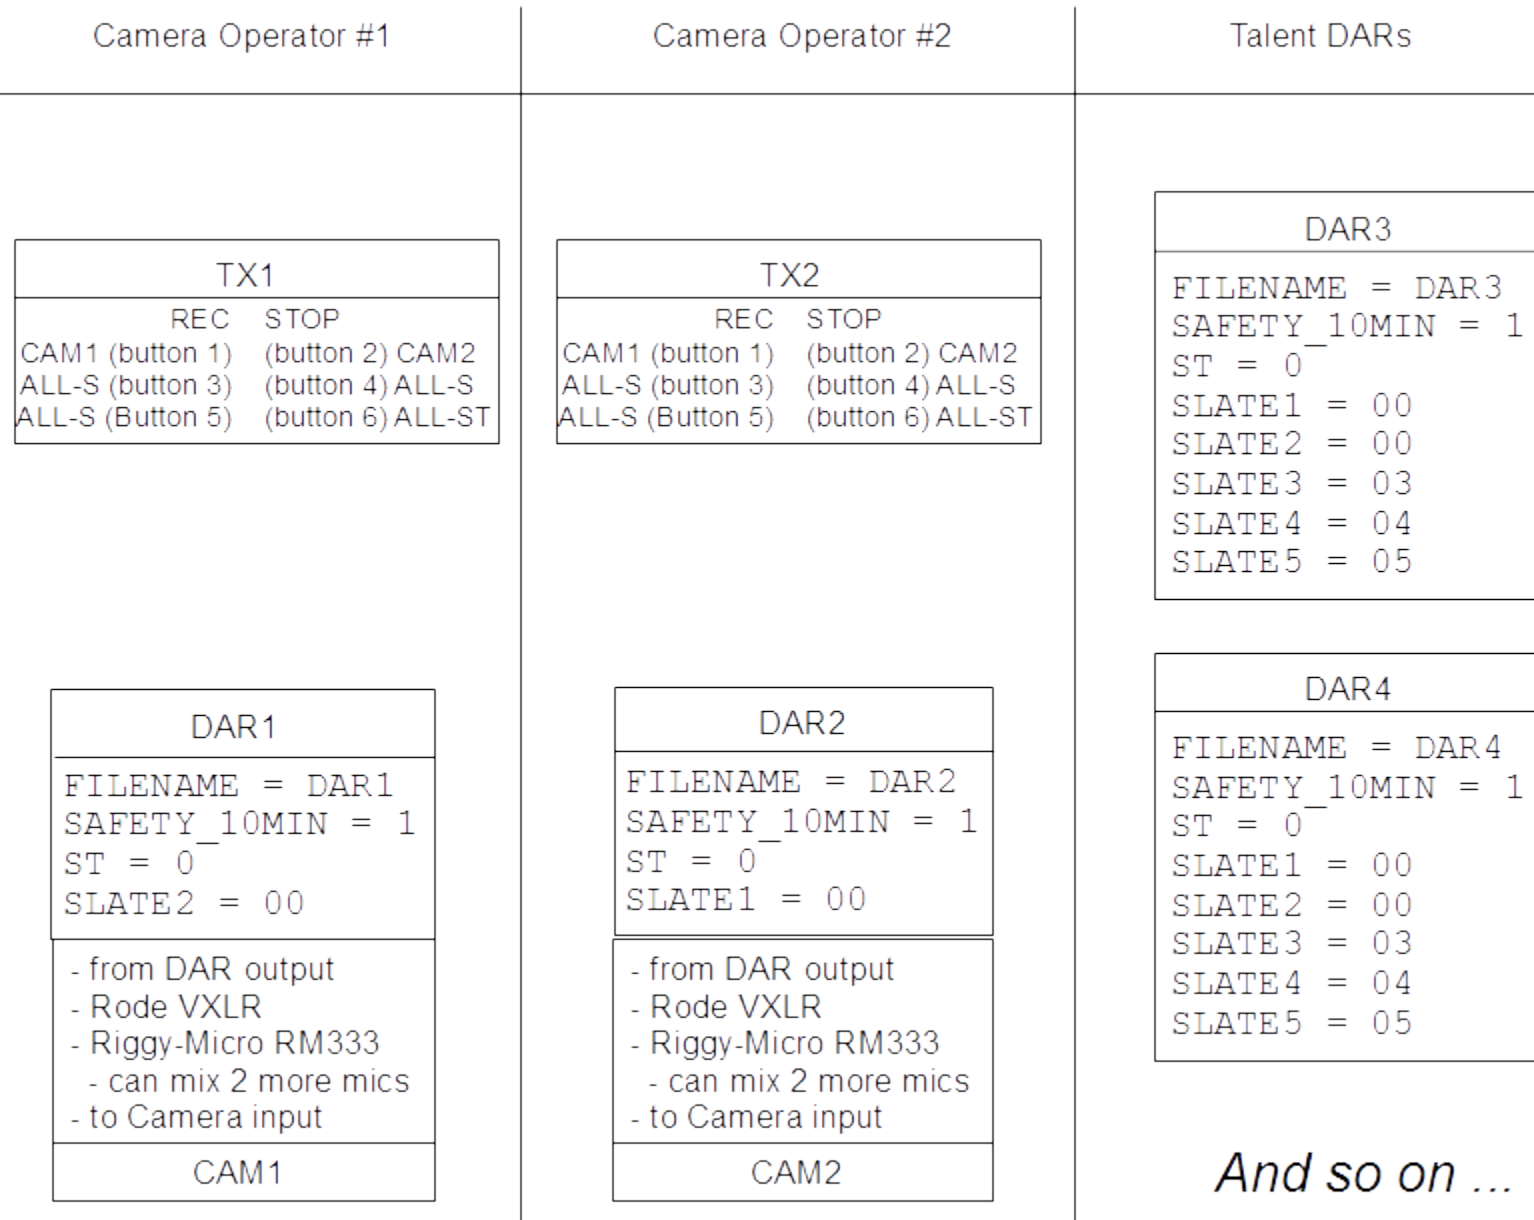 Camera Operator #1
TX1
REC STOP
CAM1 (button 1) (button 2) CAM2
ALL-S (button 3) (button 4) ALL-S
ALL-S (Button 5) (button 6) ALL-ST
DAR1
FILENAME = DAR1
SAFETY_10MIN = 1
ST = 0
SLATE2 = 00
- from DAR output
- Rode VXLR
- Riggy-Micro RM333
- can mix 2 more mics
- to Camera input
CAM1
Camera Operator #2
TX2
REC STOP
CAM1 (button 1) (button 2) CAM2
ALL-S (button 3) (button 4) ALL-S
ALL-S (Button 5) (button 6) ALL-ST
DAR2
FILENAME = DAR2
SAFETY_10MIN = 1
ST = 0
SLATE1 = 00
- from DAR output
- Rode VXLR
- Riggy-Micro RM333
- can mix 2 more mics
- to Camera input
CAM2
Talent DARs
DAR3
FILENAME = DAR3
SAFETY_10MIN = 1
ST = 0
SLATE1 = 00
SLATE2 = 00
SLATE3 = 03
SLATE4 = 04
SLATE5 = 05
DAR4
FILENAME = DAR4
SAFETY_10MIN = 1
ST = 0
SLATE1 = 00
SLATE2 = 00
SLATE3 = 03
SLATE4 = 04
SLATE5 = 05
And so on ...